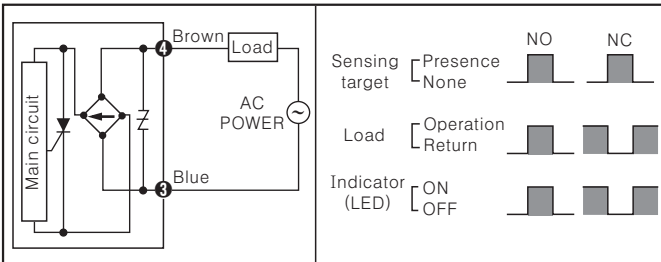 Main circuit
4
Brown
Load
AC
POWER
~
3
Blue
NO
NC
Sensing target
Presence
None
Load
Operation
Return
Indicator (LED)
ON
OFF